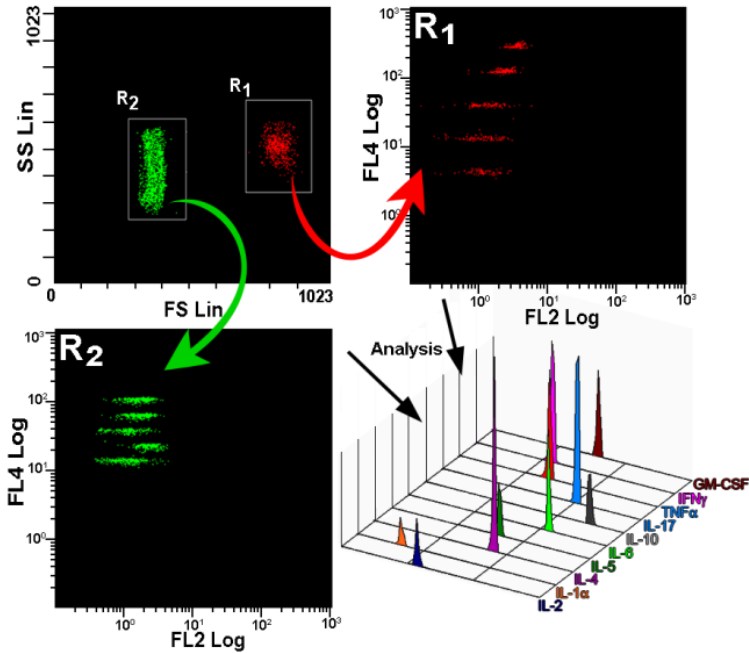 1023
SS Lin
0
R2
R1
0
1023
FS Lin
R1
10³
10²
10¹
10⁰
FL4 Log
10⁰
10¹
10²
10³
FL2 Log
R2
10³
10²
10¹
10⁰
FL4 Log
10⁰
10¹
10²
10³
FL2 Log
Analysis
GM-CSF
IFNγ
TNFα
IL-17
IL-10
IL-6
IL-5
IL-4
IL-1α
IL-2